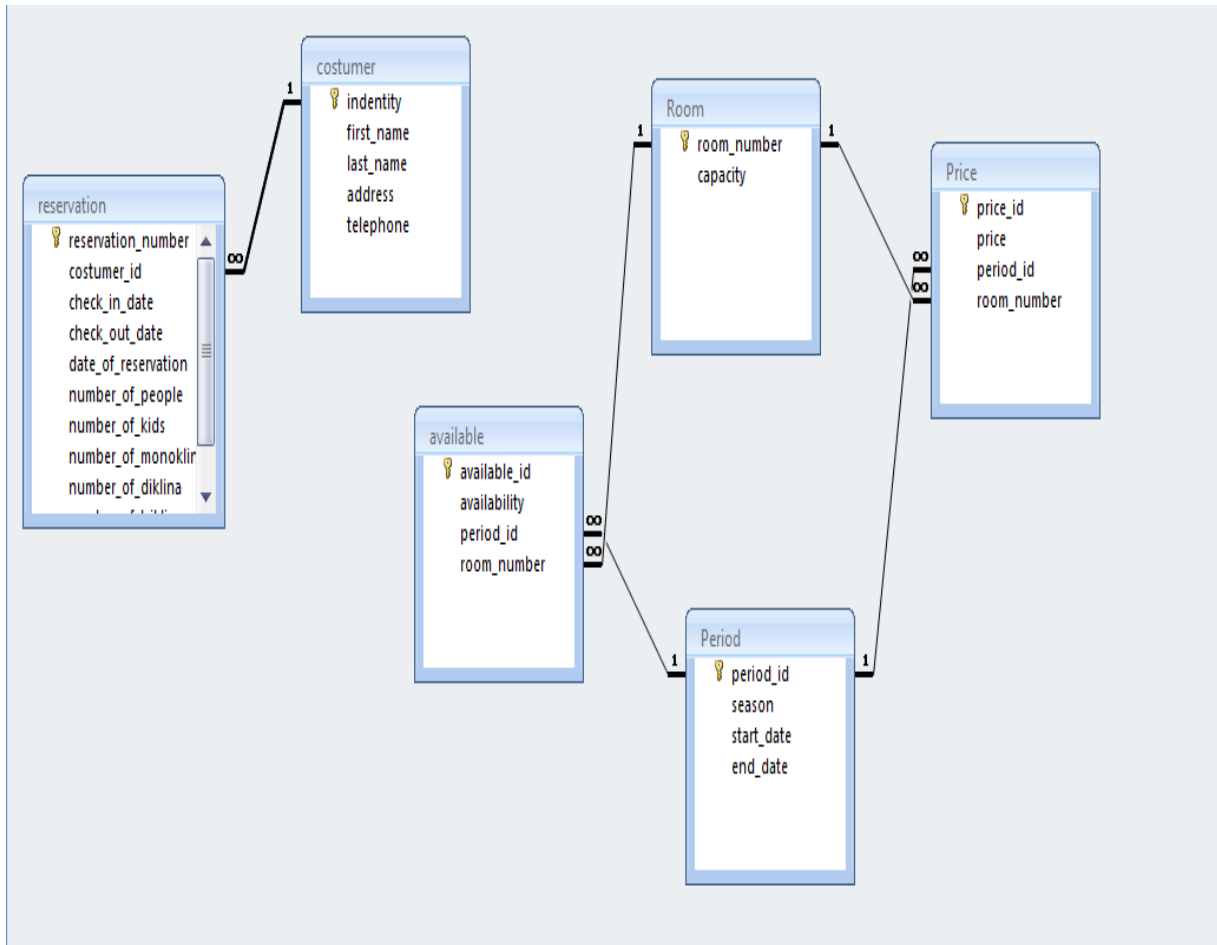 costumer
indentity
first_name
last_name
address
telephone
reservation
reservation_number
costumer_id
check_in_date
check_out_date
date_of_reservation
number_of_people
number_of_kids
number_of_monoklin
number_of_diklina
available
available_id
availability
period_id
room_number
Room
room_number
capacity
Price
price_id
price
period_id
room_number
Period
period_id
season
start_date
end_date
1
∞
1
1
∞
∞
∞
∞
1
1